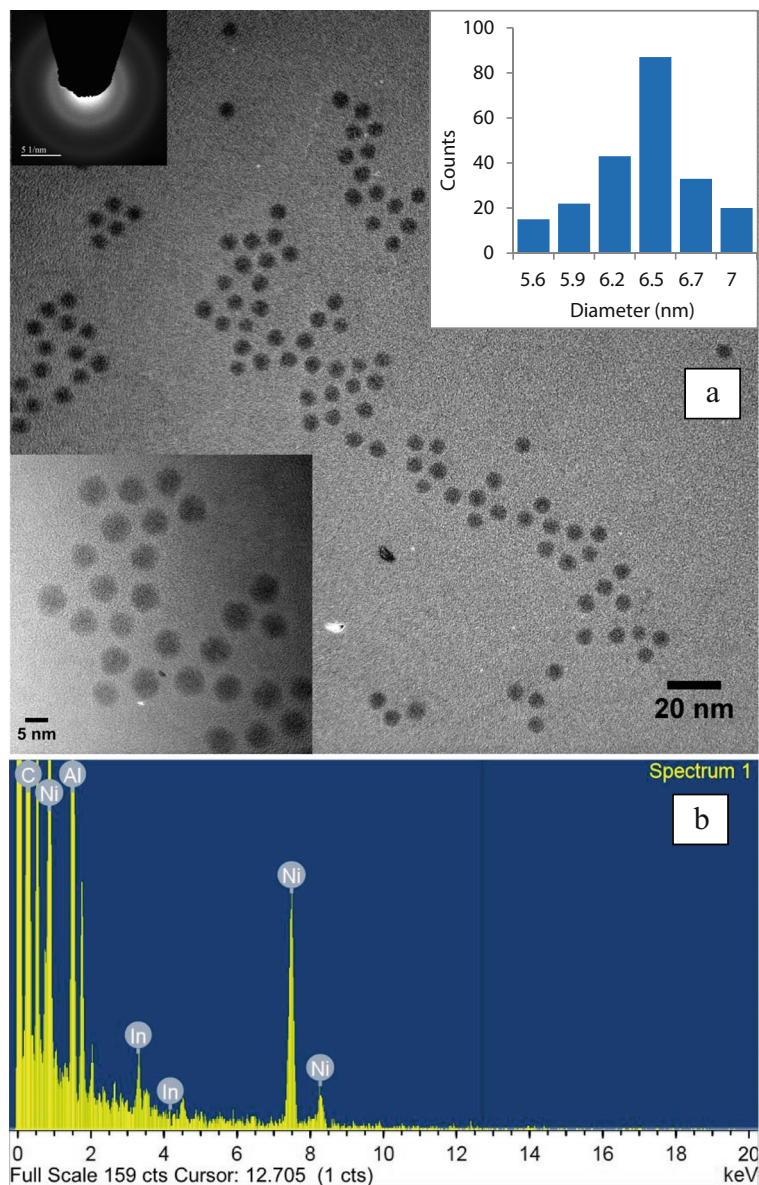 5 1/nm
100
80
60
40
20
0
Counts
5.6 5.9 6.2 6.5 6.7 7
Diameter (nm)
a
5 nm
20 nm
Spectrum 1
b
C
Ni
Al
Ni
In
In
Ni
0 2 4 6 8 10 12 14 16 18 20
Full Scale 159 cts Cursor: 12.705 (1 cts) keV